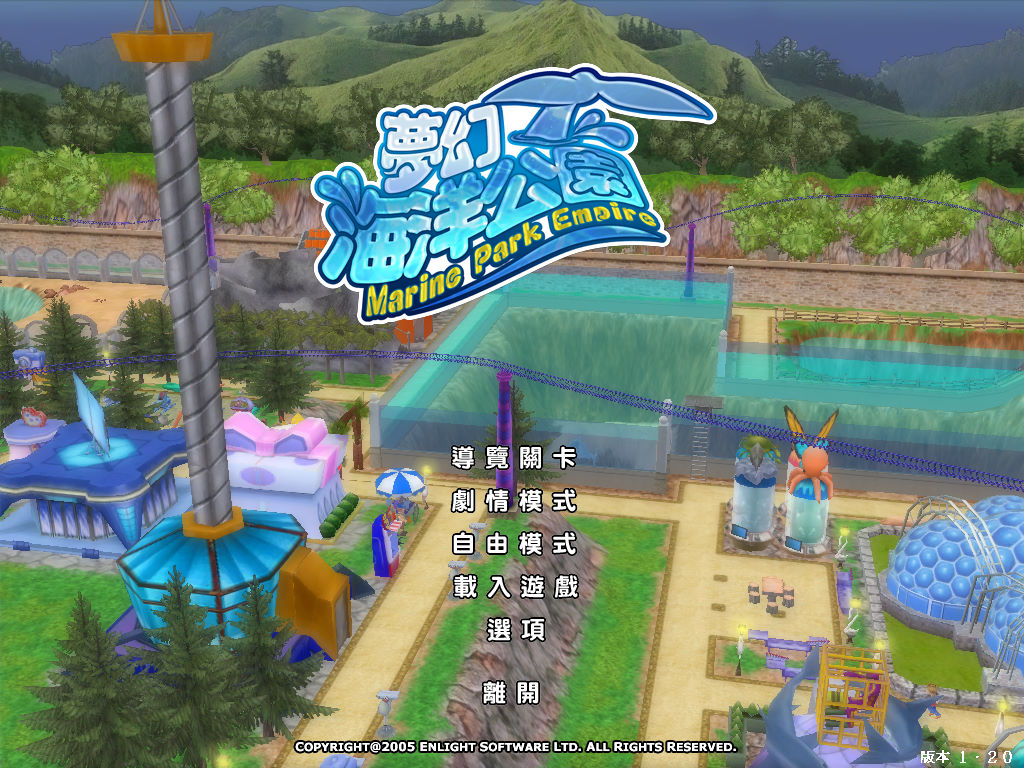 夢幻
海洋公園
Marine Park Empire
導覽關卡
劇情模式
自由模式
載入遊戲
選項
離開
COPYRIGHT@2005 ENLIGHT SOFTWARE LTD. ALL RIGHTS RESERVED.
版本 1.20